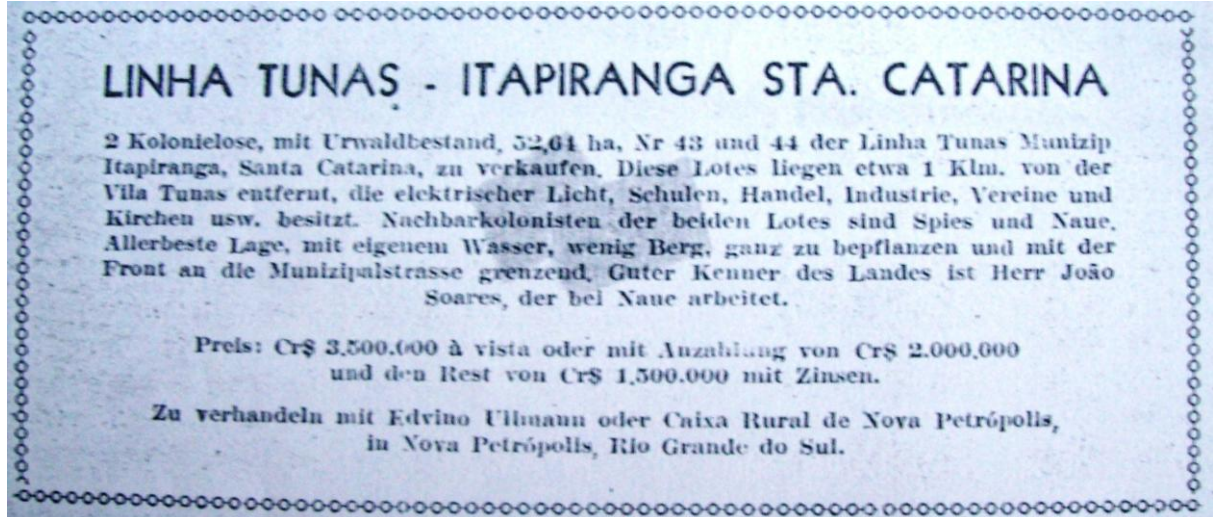 LINHA TUNAS - ITAPIRANGA STA. CATARINA
2 Kolonielose, mit Urwaldbestand, 52,64 ha, Nr 43 und 44 der Linha Tunas Munizip
Itapiranga, Santa Catarina, zu verkaufen. Diese Lotes liegen etwa 1 Klm. von der
Vila Tunas entfernt, die elektrischer Licht, Schulen, Handel, Industrie, Vereine und
Kirchen usw. besitzt. Nachbarkolonisten der beiden Lotes sind Spies und Naue.
Allerbeste Lage, mit eigenem Wasser, wenig Berg, ganz zu bepflanzen und mit der
Front an die Munizipalstrasse grenzend. Guter Kenner des Landes ist Herr João
Soares, der bei Naue arbeitet.
Preis: Cr$ 3.500.000 à vista oder mit Anzahlung von Cr$ 2.000.000
und den Rest von Cr$ 1.500.000 mit Zinsen.
Zu verhandeln mit Edvino Ullmann oder Caixa Rural de Nova Petrópolis,
in Nova Petrópolis, Rio Grande do Sul.